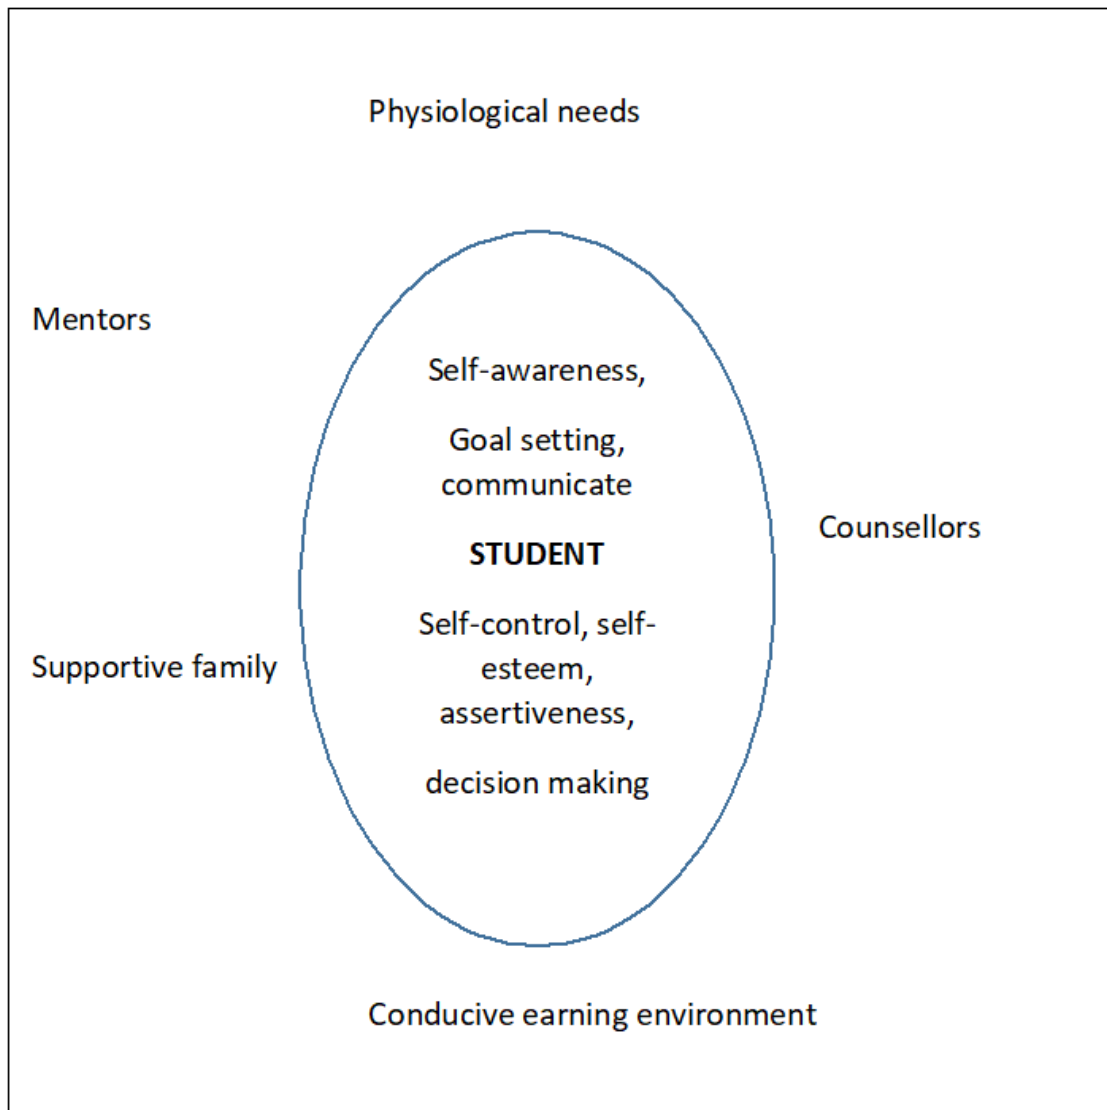 Physiological needs
Mentors
Self-awareness,
Goal setting,
communicate
Counsellors
STUDENT
Self-control, self-
esteem,
Supportive family
assertiveness,
decision making
Conducive earning environment